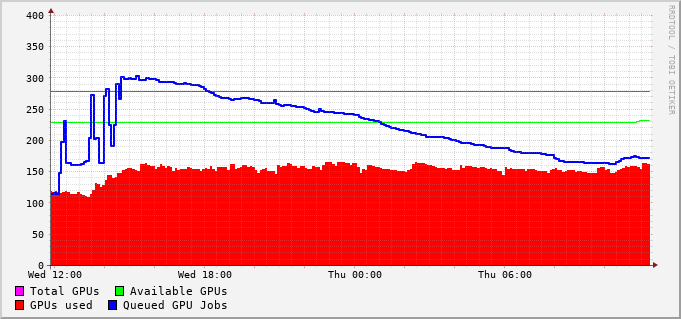 400
350
300
250
200
150
100
50
0
Wed 12:00 Wed 18:00 Thu 00:00 Thu 06:00
Total GPUs Available GPUs
GPUs used Queued GPU Jobs
RRDTOOL / TOBI OETIKER